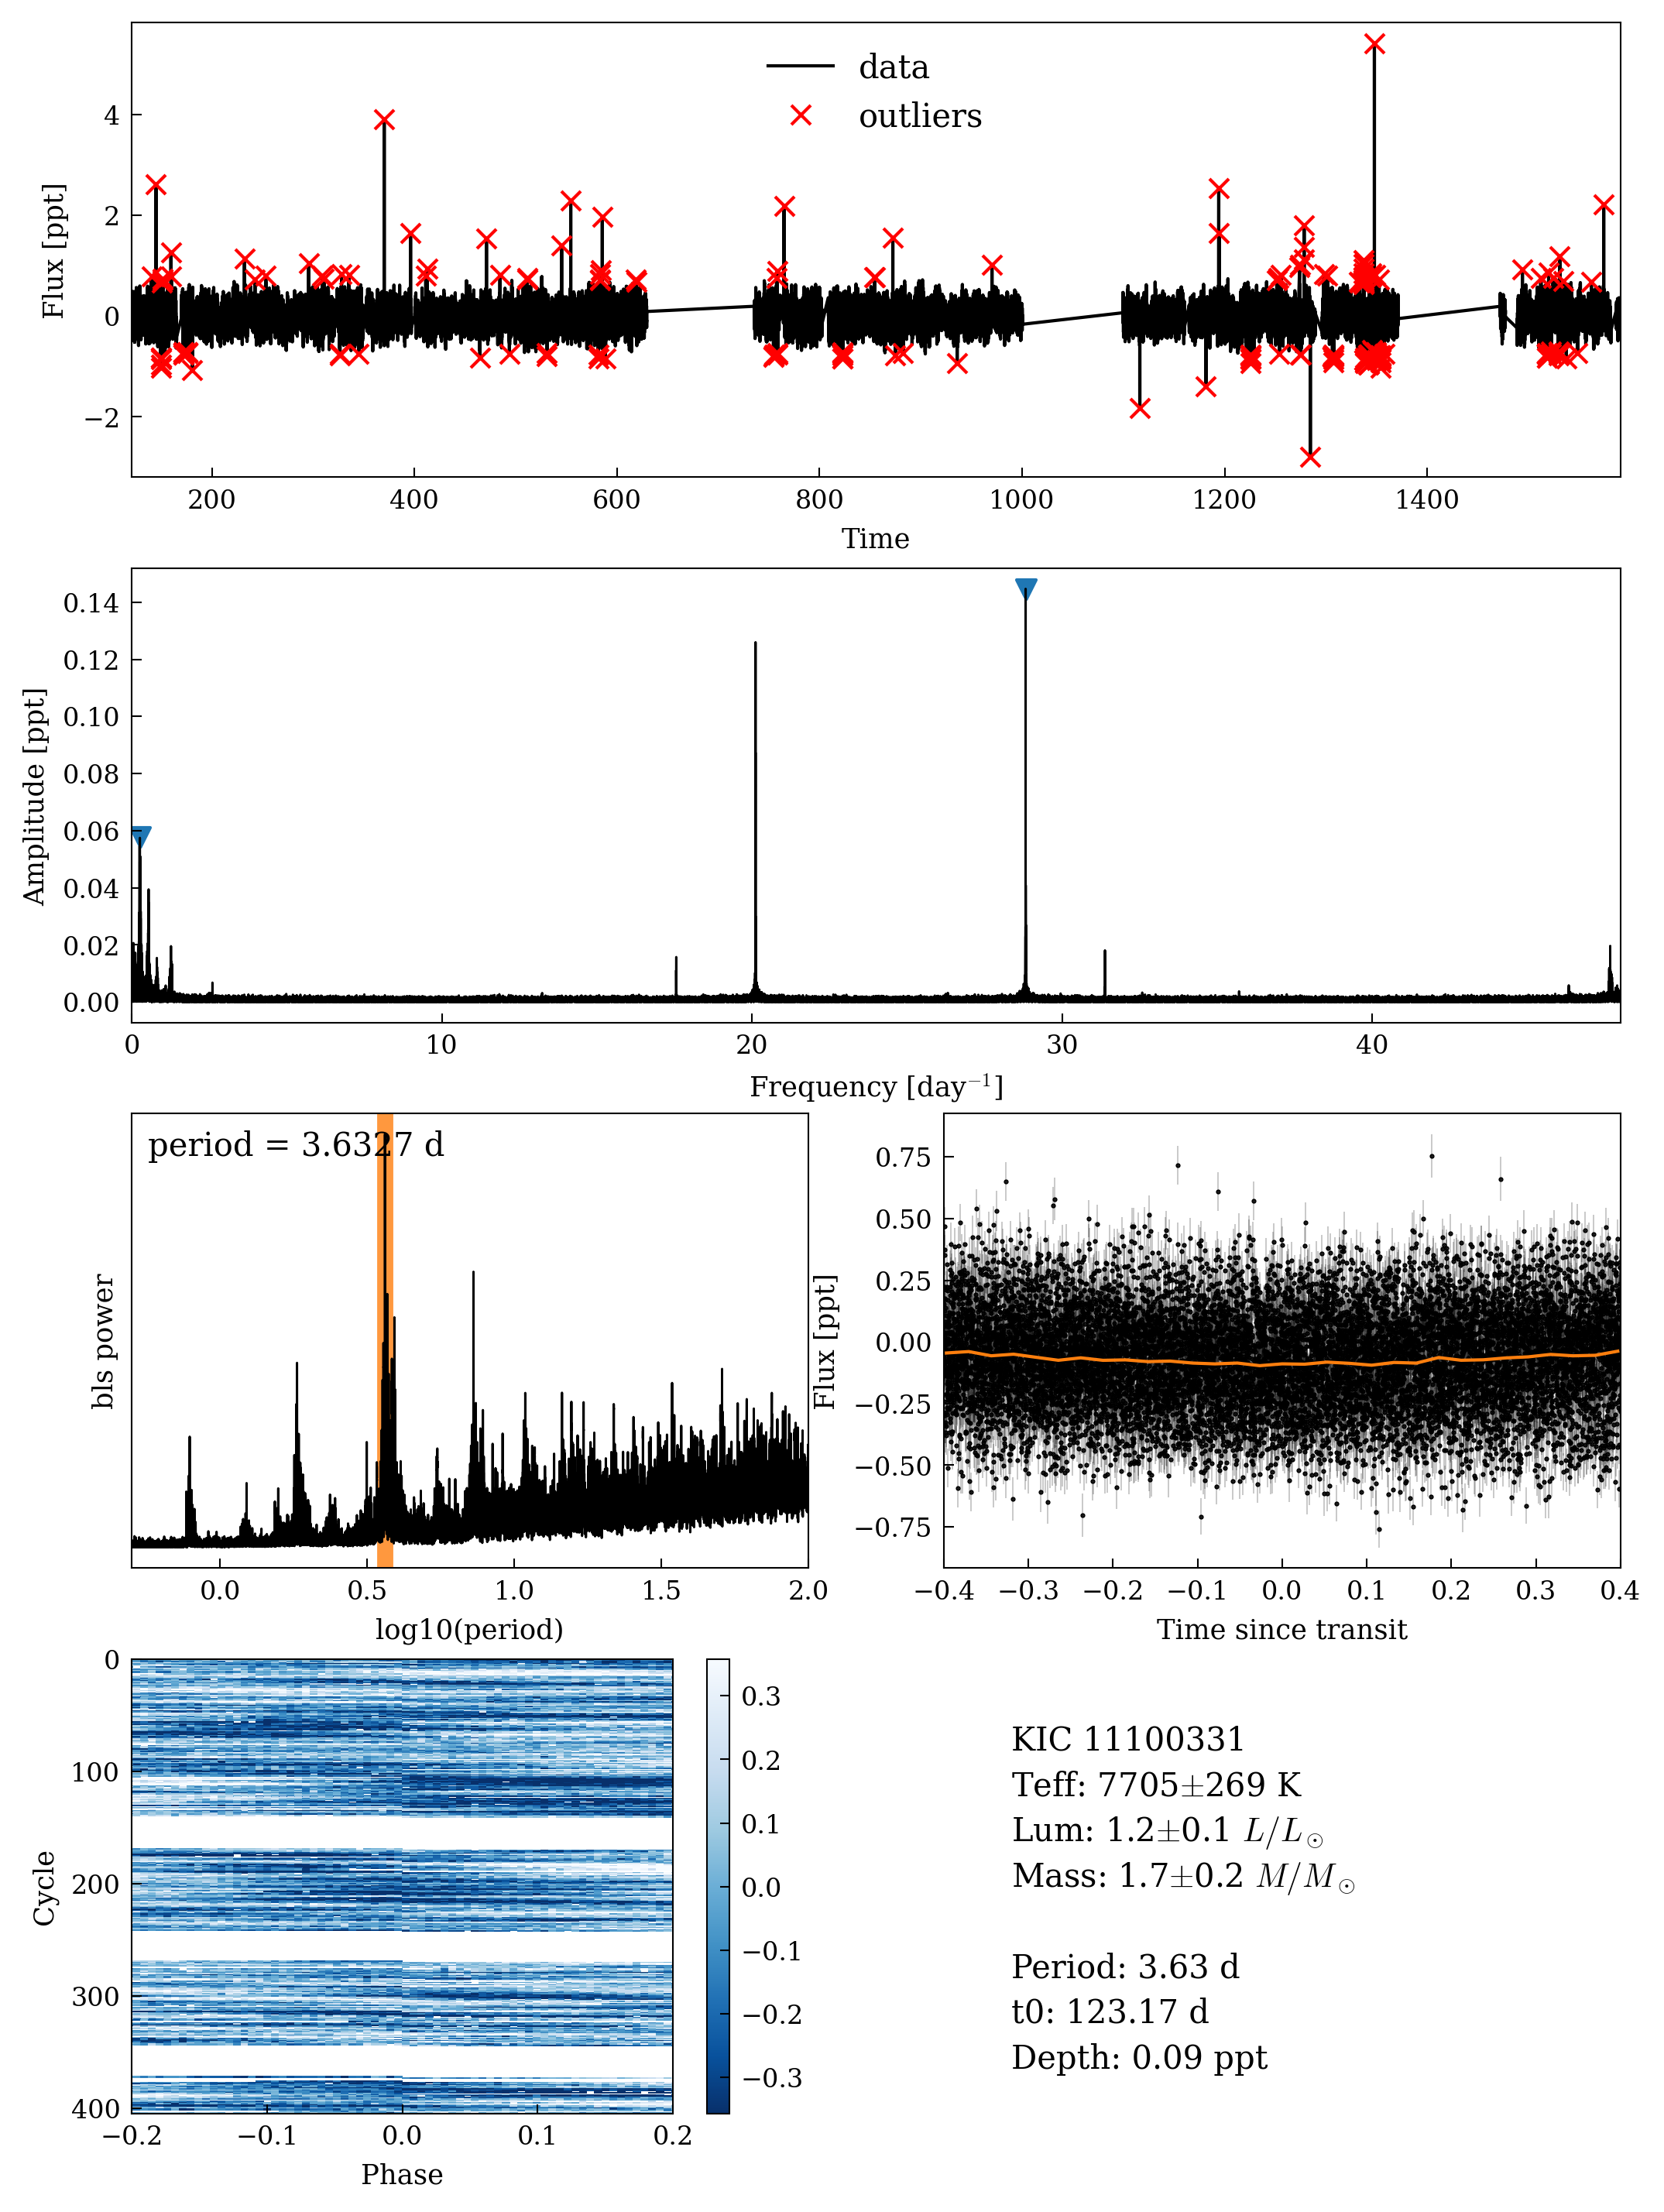 data
outliers
Flux [ppt]
4
2
0
−2
200 400 600 800 1000 1200 1400
Time
Amplitude [ppt]
0.14
0.12
0.10
0.08
0.06
0.04
0.02
0.00
0 10 20 30 40
Frequency [day⁻¹]
period = 3.6327 d
bls power
0.0 0.5 1.0 1.5 2.0
log10(period)
Flux [ppt]
0.75
0.50
0.25
0.00
−0.25
−0.50
−0.75
−0.4 −0.3 −0.2 −0.1 0.0 0.1 0.2 0.3 0.4
Time since transit
Cycle
0
100
200
300
400
−0.2 −0.1 0.0 0.1 0.2
Phase
0.3
0.2
0.1
0.0
−0.1
−0.2
−0.3
KIC 11100331
Teff: 7705±269 K
Lum: 1.2±0.1 L/L☉
Mass: 1.7±0.2 M/M☉
Period: 3.63 d
t0: 123.17 d
Depth: 0.09 ppt